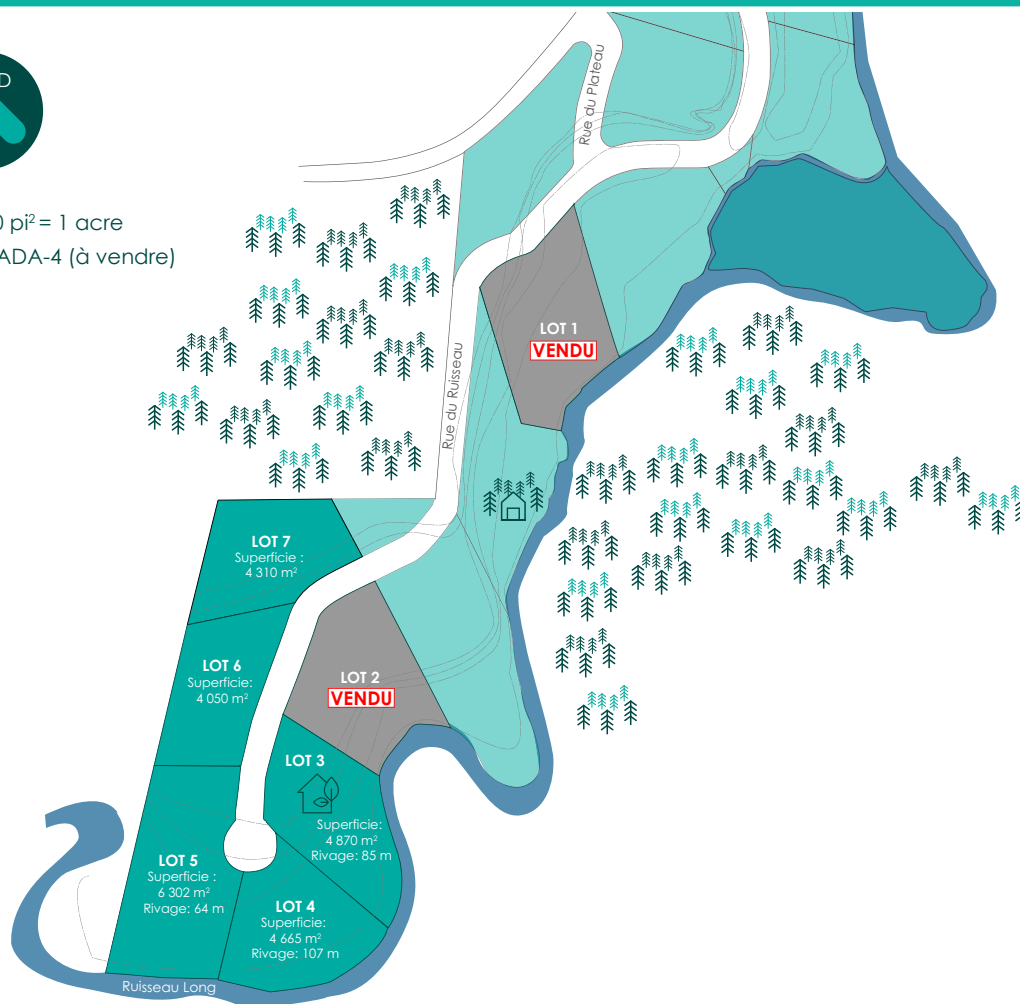 D
Rue du Plateau
0 pi² = 1 acre
ADA-4 (à vendre)
LOT 1
VENDU
Rue du Ruisseau
LOT 7
Superficie :
4 310 m²
LOT 6
Superficie:
4 050 m²
LOT 2
VENDU
LOT 3
Superficie:
4 870 m²
Rivage: 85 m
LOT 5
Superficie :
6 302 m²
Rivage: 64 m
LOT 4
Superficie:
4 665 m²
Rivage: 107 m
Ruisseau Long